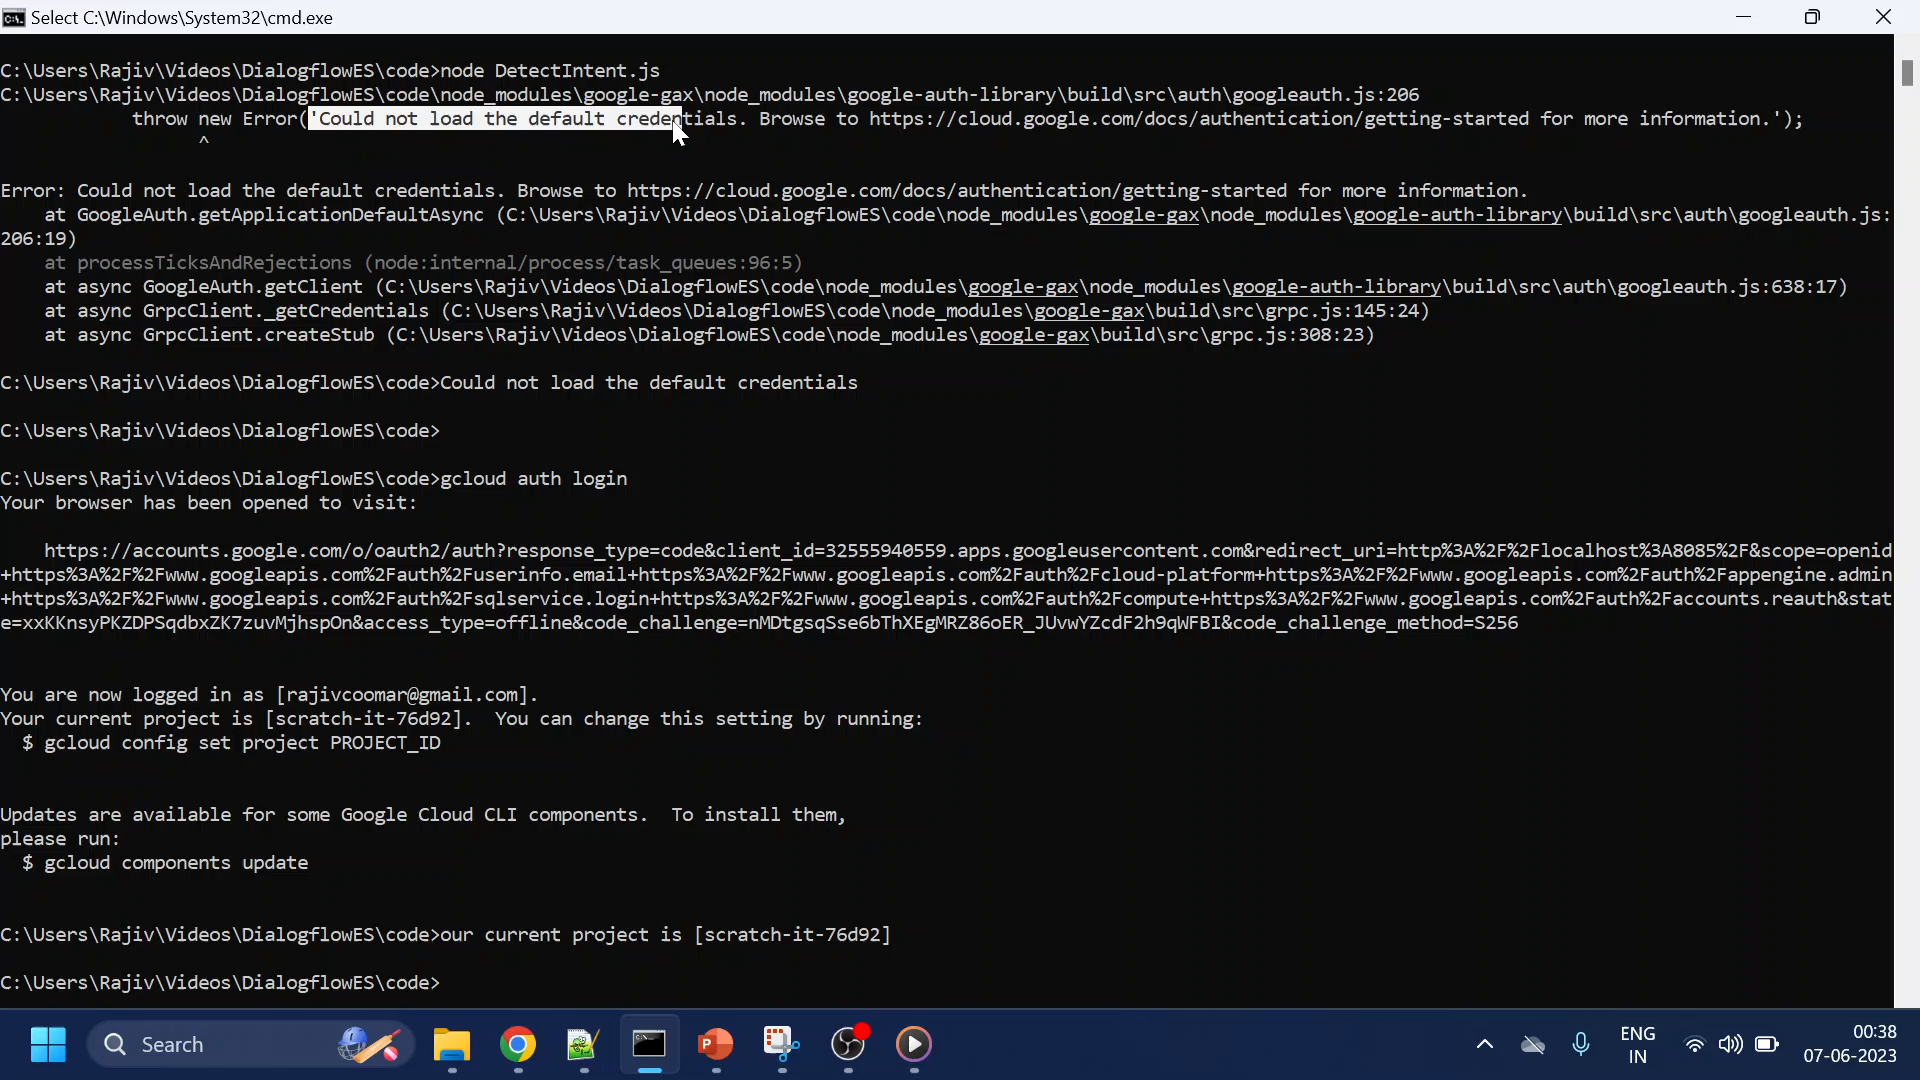 Select C:\Windows\System32\cmd.exe
C:\Users\Rajiv\Videos\DialogflowES\code>node DetectIntent.js
C:\Users\Rajiv\Videos\DialogflowES\code\node_modules\google-gax\node_modules\google-auth-library\build\src\auth\googleauth.js:206
throw new Error('Could not load the default credentials. Browse to https://cloud.google.com/docs/authentication/getting-started for more information.');
^
Error: Could not load the default credentials. Browse to https://cloud.google.com/docs/authentication/getting-started for more information.
at GoogleAuth.getApplicationDefaultAsync (C:\Users\Rajiv\Videos\DialogflowES\code\node_modules\google-gax\node_modules\google-auth-library\build\src\auth\googleauth.js:
206:19)
at processTicksAndRejections (node:internal/process/task_queues:96:5)
at async GoogleAuth.getClient (C:\Users\Rajiv\Videos\DialogflowES\code\node_modules\google-gax\node_modules\google-auth-library\build\src\auth\googleauth.js:638:17)
at async GrpcClient._getCredentials (C:\Users\Rajiv\Videos\DialogflowES\code\node_modules\google-gax\build\src\grpc.js:145:24)
at async GrpcClient.createStub (C:\Users\Rajiv\Videos\DialogflowES\code\node_modules\google-gax\build\src\grpc.js:308:23)
C:\Users\Rajiv\Videos\DialogflowES\code>Could not load the default credentials
C:\Users\Rajiv\Videos\DialogflowES\code>
C:\Users\Rajiv\Videos\DialogflowES\code>gcloud auth login
Your browser has been opened to visit:
https://accounts.google.com/o/oauth2/auth?response_type=code&client_id=32555940559.apps.googleusercontent.com&redirect_uri=http%3A%2F%2Flocalhost%3A8085%2F&scope=openid
+https%3A%2F%2Fwww.googleapis.com%2Fauth%2Fuserinfo.email+https%3A%2F%2Fwww.googleapis.com%2Fauth%2Fcloud-platform+https%3A%2F%2Fwww.googleapis.com%2Fauth%2Fappengine.admin
+https%3A%2F%2Fwww.googleapis.com%2Fauth%2Fsqlservice.login+https%3A%2F%2Fwww.googleapis.com%2Fauth%2Fcompute+https%3A%2F%2Fwww.googleapis.com%2Fauth%2Faccounts.reauth&stat
e=xxKKnsyPKZDPSqdbxZK7zuvMjhspOn&access_type=offline&code_challenge=nMDtgsqSse6bThXEgMRZ86oER_JUvwYZcdF2h9qWFBI&code_challenge_method=S256
You are now logged in as [rajivcoomar@gmail.com].
Your current project is [scratch-it-76d92].  You can change this setting by running:
$ gcloud config set project PROJECT_ID
Updates are available for some Google Cloud CLI components.  To install them,
please run:
$ gcloud components update
C:\Users\Rajiv\Videos\DialogflowES\code>our current project is [scratch-it-76d92]
C:\Users\Rajiv\Videos\DialogflowES\code>
Search
ENG
IN
00:38
07-06-2023